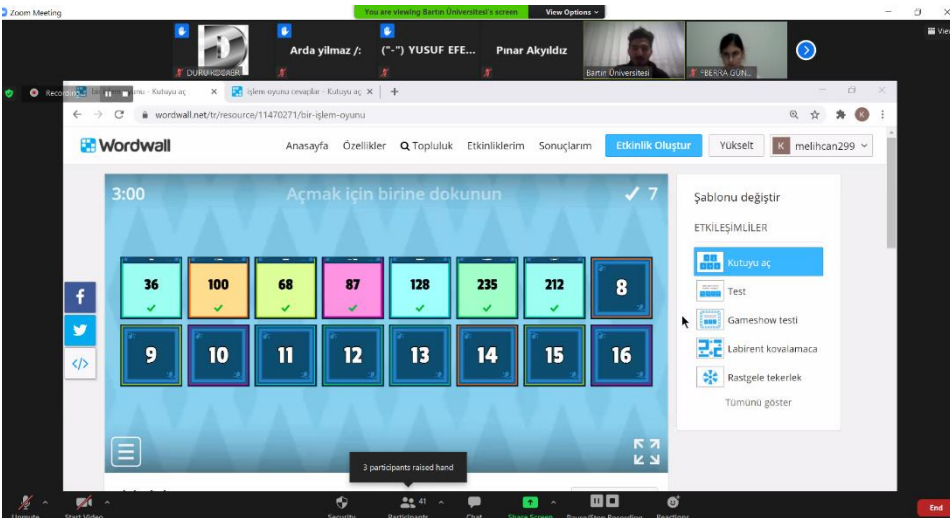 Zoom Meeting
You are viewing Bartın Üniversitesi's screen
View Options
View
DURU KOCAER
Arda yilmaz /:
("-") YUSUF EFE...
Pınar Akyıldız
Bartın Üniversitesi
BERRA GÜN...
Recording...
Kutuyu aç
işlem oyunu cevaplar - Kutuyu aç
wordwall.net/tr/resource/11470271/bir-işlem-oyunu
K
Wordwall
Anasayfa
Özellikler
Topluluk
Etkinliklerim
Sonuçlarım
Etkinlik Oluştur
Yükselt
K melihcan299
3:00
Açmak için birine dokunun
7
36 100 68 87 128 235 212 8
9 10 11 12 13 14 15 16
Şablonu değiştir
ETKİLEŞİMLİLER
Kutuyu aç
Test
Gameshow testi
Labirent kovalamaca
Rastgele tekerlek
Tümünü göster
3 participants raised hand
Unmute
Start Video
Security
Participants
41
Chat
Share Screen
Pause/Stop Recording
Reactions
End